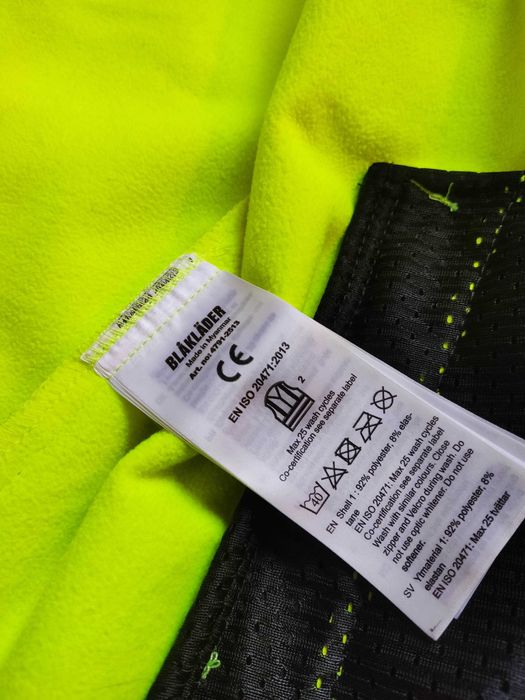 BLÅKLÄDER
Made in Myanmar
Art. no: 4791-2513
CE
EN ISO 20471:2013
2
Max 25 wash cycles
Co-certification see separate label
40
EN Shell 1: 92% polyester, 8% elas-
tane
EN ISO 20471: Max 25 wash cycles
Co-certification see separate label
Wash with similar colours. Close
zipper and Velcro during wash. Do
not use optic whitener. Do not use
softener.
SV Ytmaterial 1: 92% polyester, 8%
elastan
EN ISO 20471: Max 25 tvättar